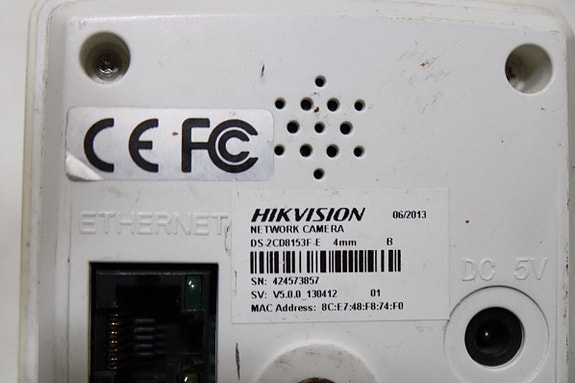 CE FC
ETHERNET
HIKVISION 06/2013
NETWORK CAMERA
DS-2CD8153F-E 4mm B
SN: 424573857
SV: V5.0.0_130412 01
MAC Address: 8C:E7:48:F8:74:F0
DC 5V